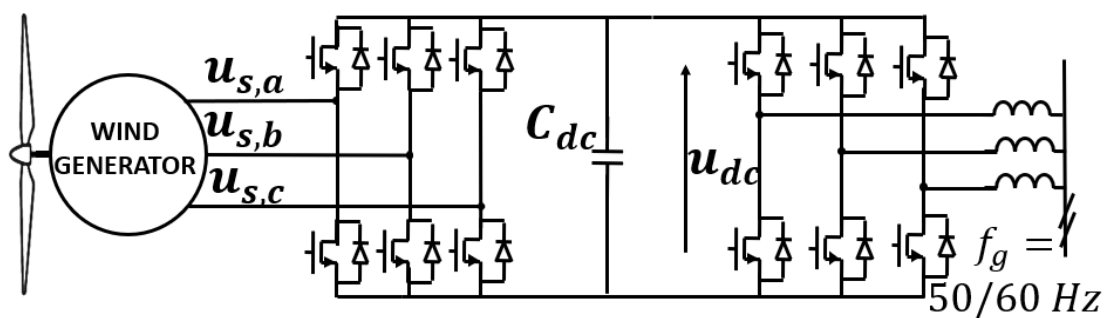 u_{s,a}
WIND
GENERATOR
u_{s,b}
u_{s,c}
C_{dc}
u_{dc}
f_g =
50/60 Hz